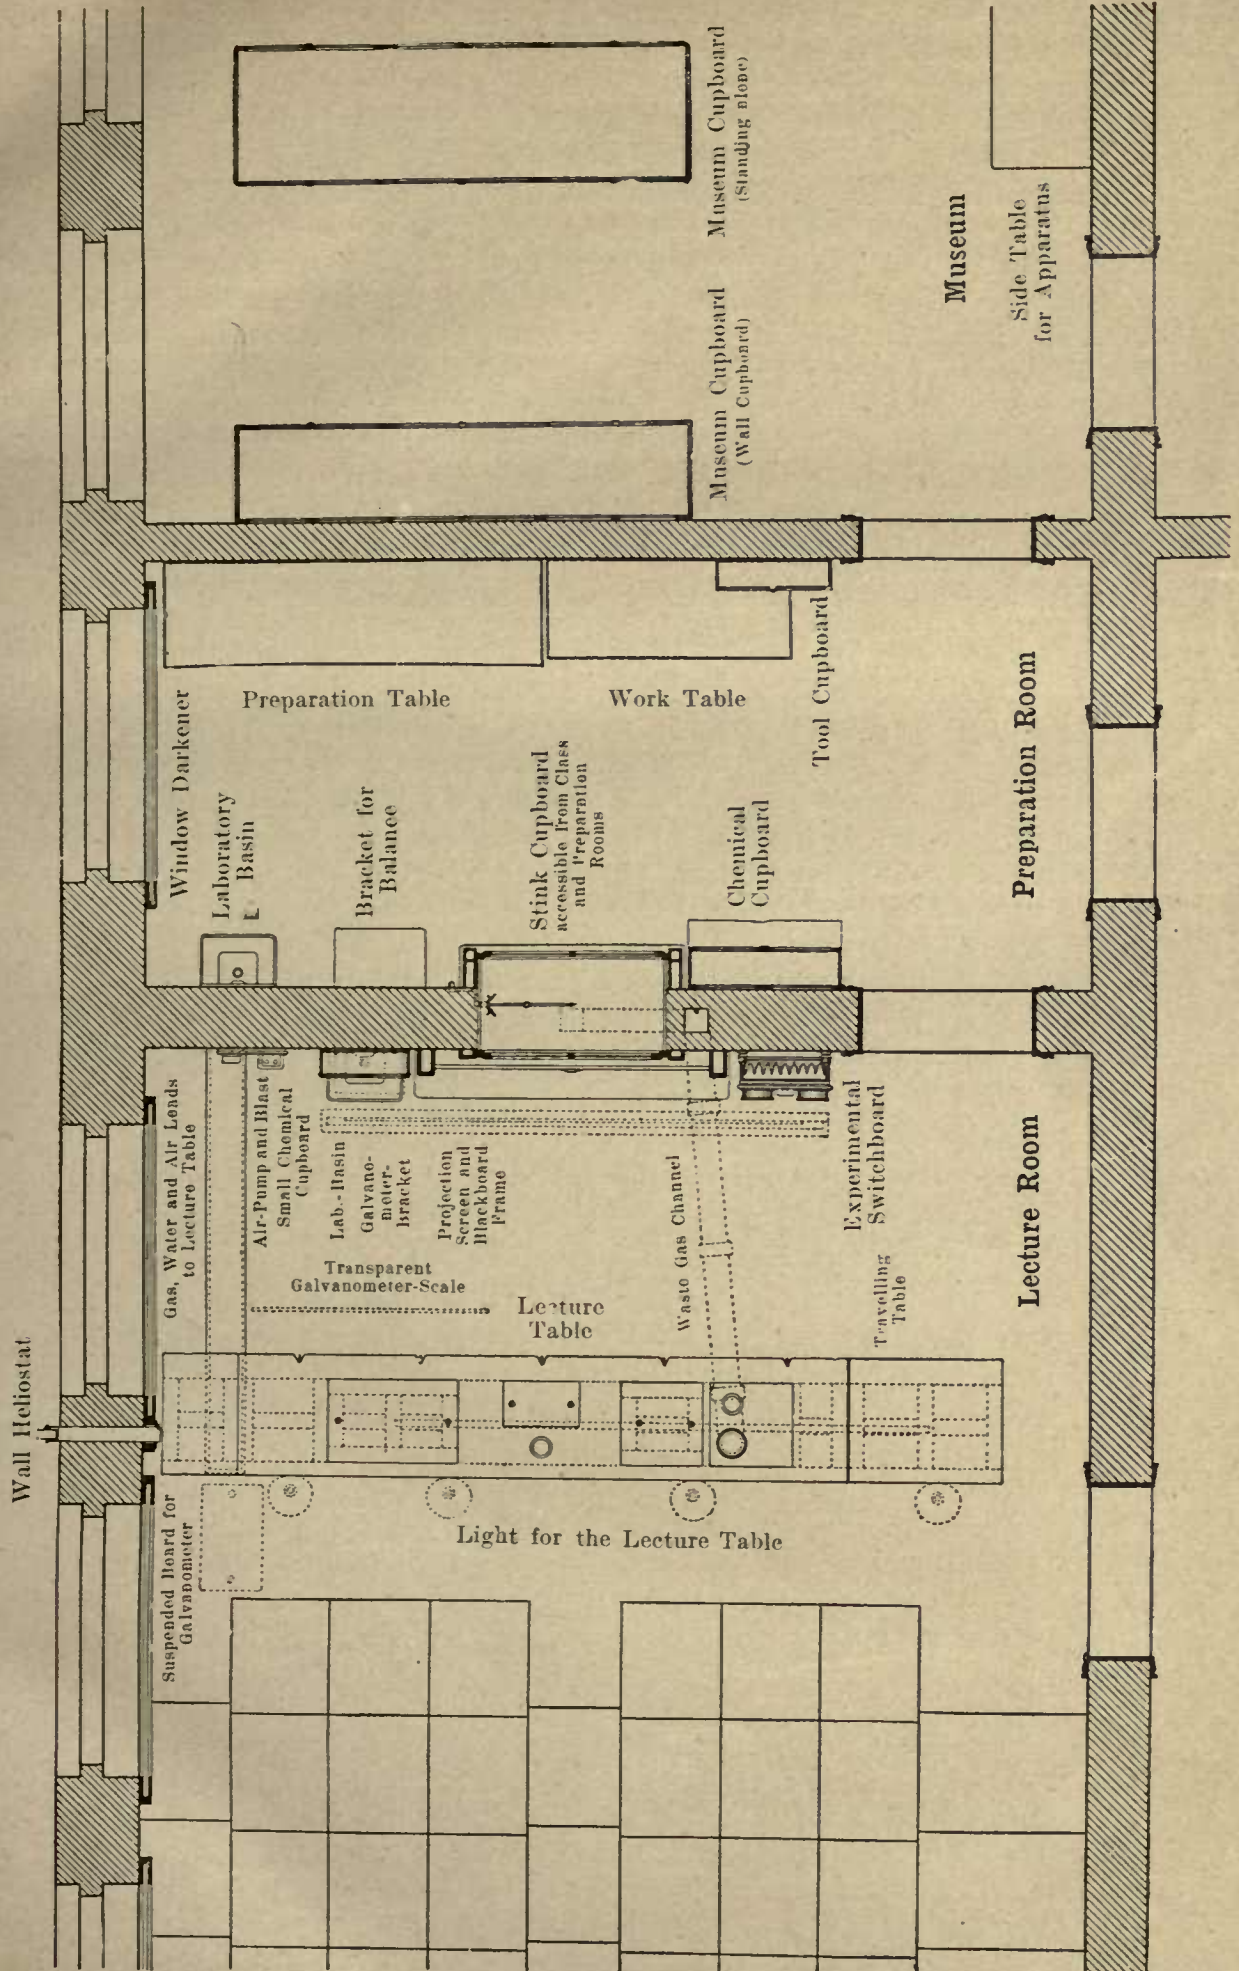 Museum Cupboard
(Standing alone)
Museum
Side Table
for Apparatus
Museum Cupboard
(Wall Cupboard)
Preparation Table
Work Table
Tool Cupboard
Window Darkener
Laboratory
Basin
Bracket for
Balance
Stink Cupboard
accessible from Class
and Preparation
Rooms
Chemical
Cupboard
Preparation Room
Gas, Water and Air Leads
to Lecture Table
Air-Pump and Blast
Small Chemical
Cupboard
Lab.-Basin
Galvano-
meter-
Bracket
Projection
Screen and
Blackboard
Frame
Waste Gas Channel
Experimental
Switchboard
Lecture Room
Transparent
Galvanometer-Scale
Lecture
Table
Travelling
Table
Wall Heliostat
Suspended Board for
Galvanometer
Light for the Lecture Table